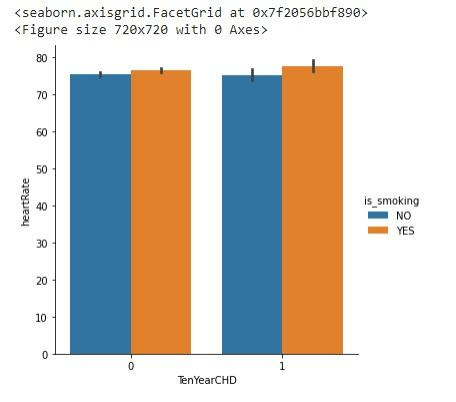 <seaborn.axisgrid.FacetGrid at 0x7f2056bbf890>
<Figure size 720x720 with 0 Axes>
80
70
60
50
40
30
20
10
0
heartRate
0 1
TenYearCHD
is_smoking
NO
YES